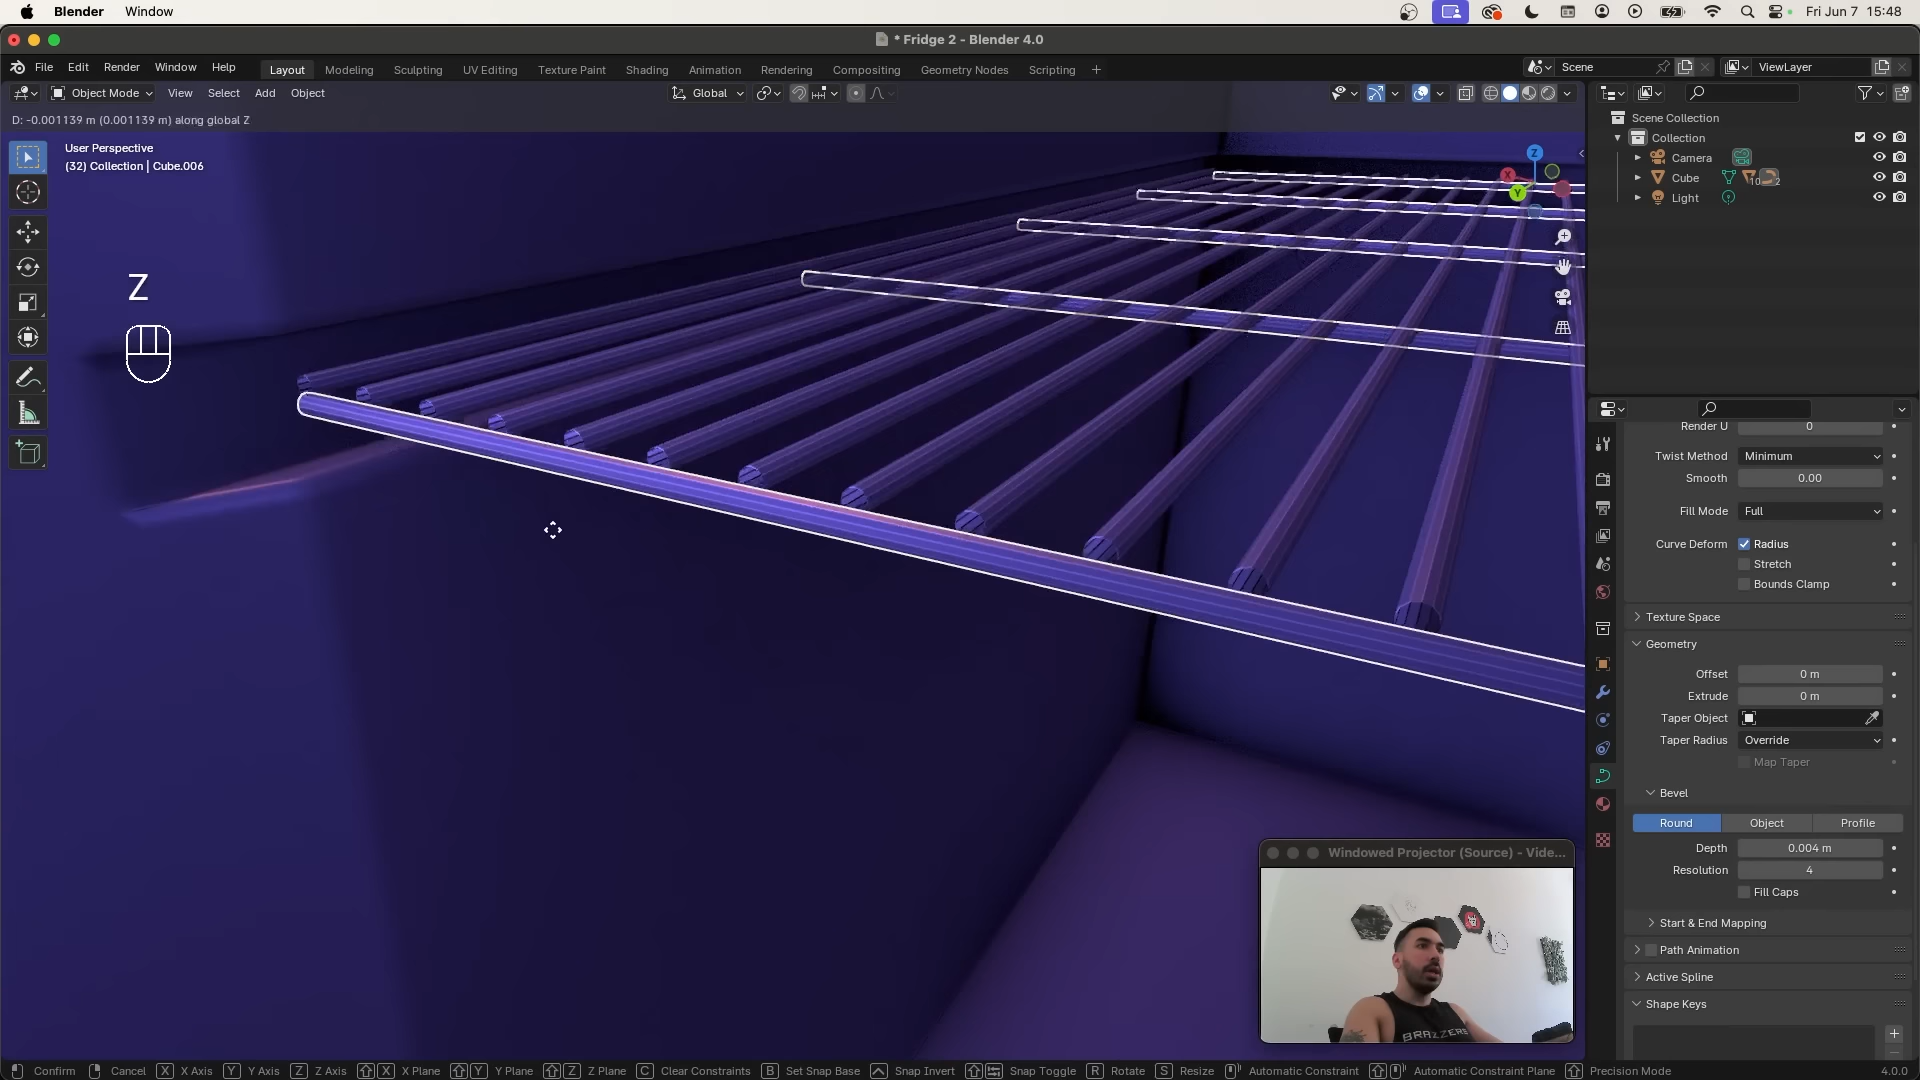 Blender Window Fri Jun 7 15:48
* Fridge 2 - Blender 4.0
File Edit Render Window Help Layout Modeling Sculpting UV Editing Texture Paint Shading Animation Rendering Compositing Geometry Nodes Scripting + Scene ViewLayer
Object Mode View Select Add Object Global
D: -0.001139 m (0.001139 m) along global Z
User Perspective
(32) Collection | Cube.006
Z
Z
X
Y
Scene Collection
Collection
Camera
Cube 10 2
Light
Render U 0
Twist Method Minimum
Smooth 0.00
Fill Mode Full
Curve Deform Radius
Stretch
Bounds Clamp
Texture Space
Geometry
Offset 0 m
Extrude 0 m
Taper Object
Taper Radius Override
Map Taper
Bevel
Round Object Profile
Depth 0.004 m
Resolution 4
Fill Caps
Start & End Mapping
Path Animation
Active Spline
Shape Keys
Windowed Projector (Source) - Vide...
BRAZZERS
Confirm Cancel X X Axis Y Y Axis Z Z Axis X X Plane Y Y Plane Z Z Plane C Clear Constraints B Set Snap Base Snap Invert Snap Toggle R Rotate S Resize Automatic Constraint Automatic Constraint Plane Precision Mode 4.0.0